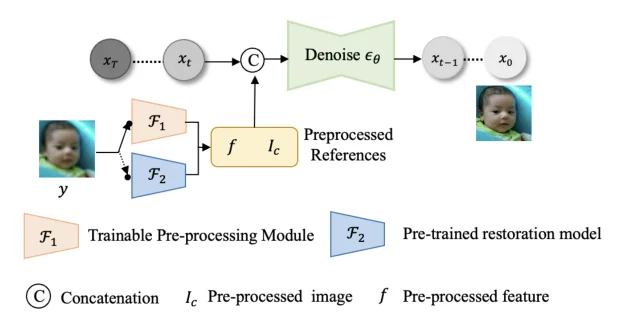 x_T ······ x_t C Denoise ϵ_θ x_{t−1} ····· x_0
ℱ_1
f I_c Preprocessed
References
ℱ_2
y
ℱ_1 Trainable Pre-processing Module ℱ_2 Pre-trained restoration model
C Concatenation I_c Pre-processed image f Pre-processed feature